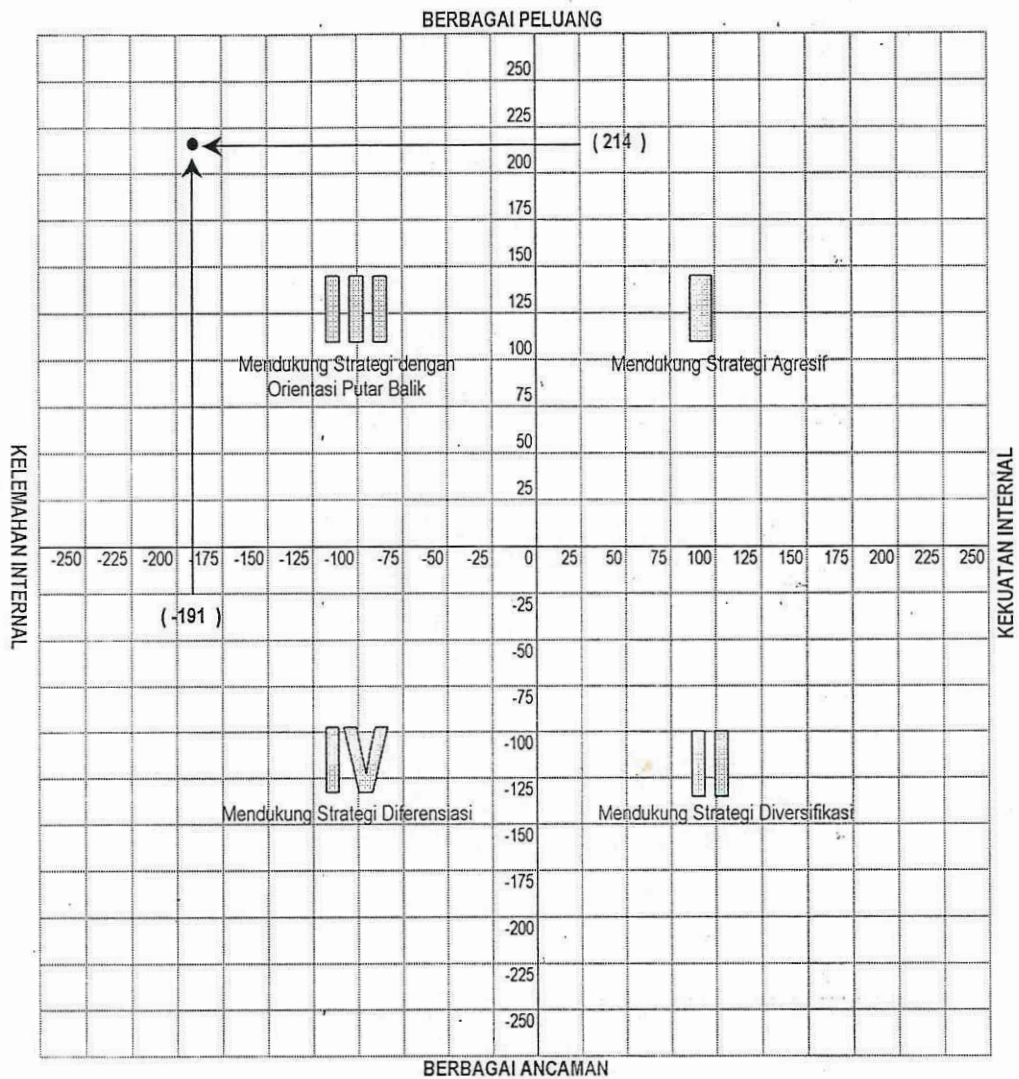 BERBAGAI PELUANG
250
225
( 214 )
200
175
150
125
III
I
100
Mendukung Strategi dengan
Orientasi Putar Balik
Mendukung Strategi Agresif
75
50
25
KELEMAHAN INTERNAL
KEKUATAN INTERNAL
-250 -225 -200 -175 -150 -125 -100 -75 -50 -25 0 25 50 75 100 125 150 175 200 225 250
-25
( -191 )
-50
-75
-100
IV
II
-125
Mendukung Strategi Diferensiasi
Mendukung Strategi Diversifikasi
-150
-175
-200
-225
-250
BERBAGAI ANCAMAN